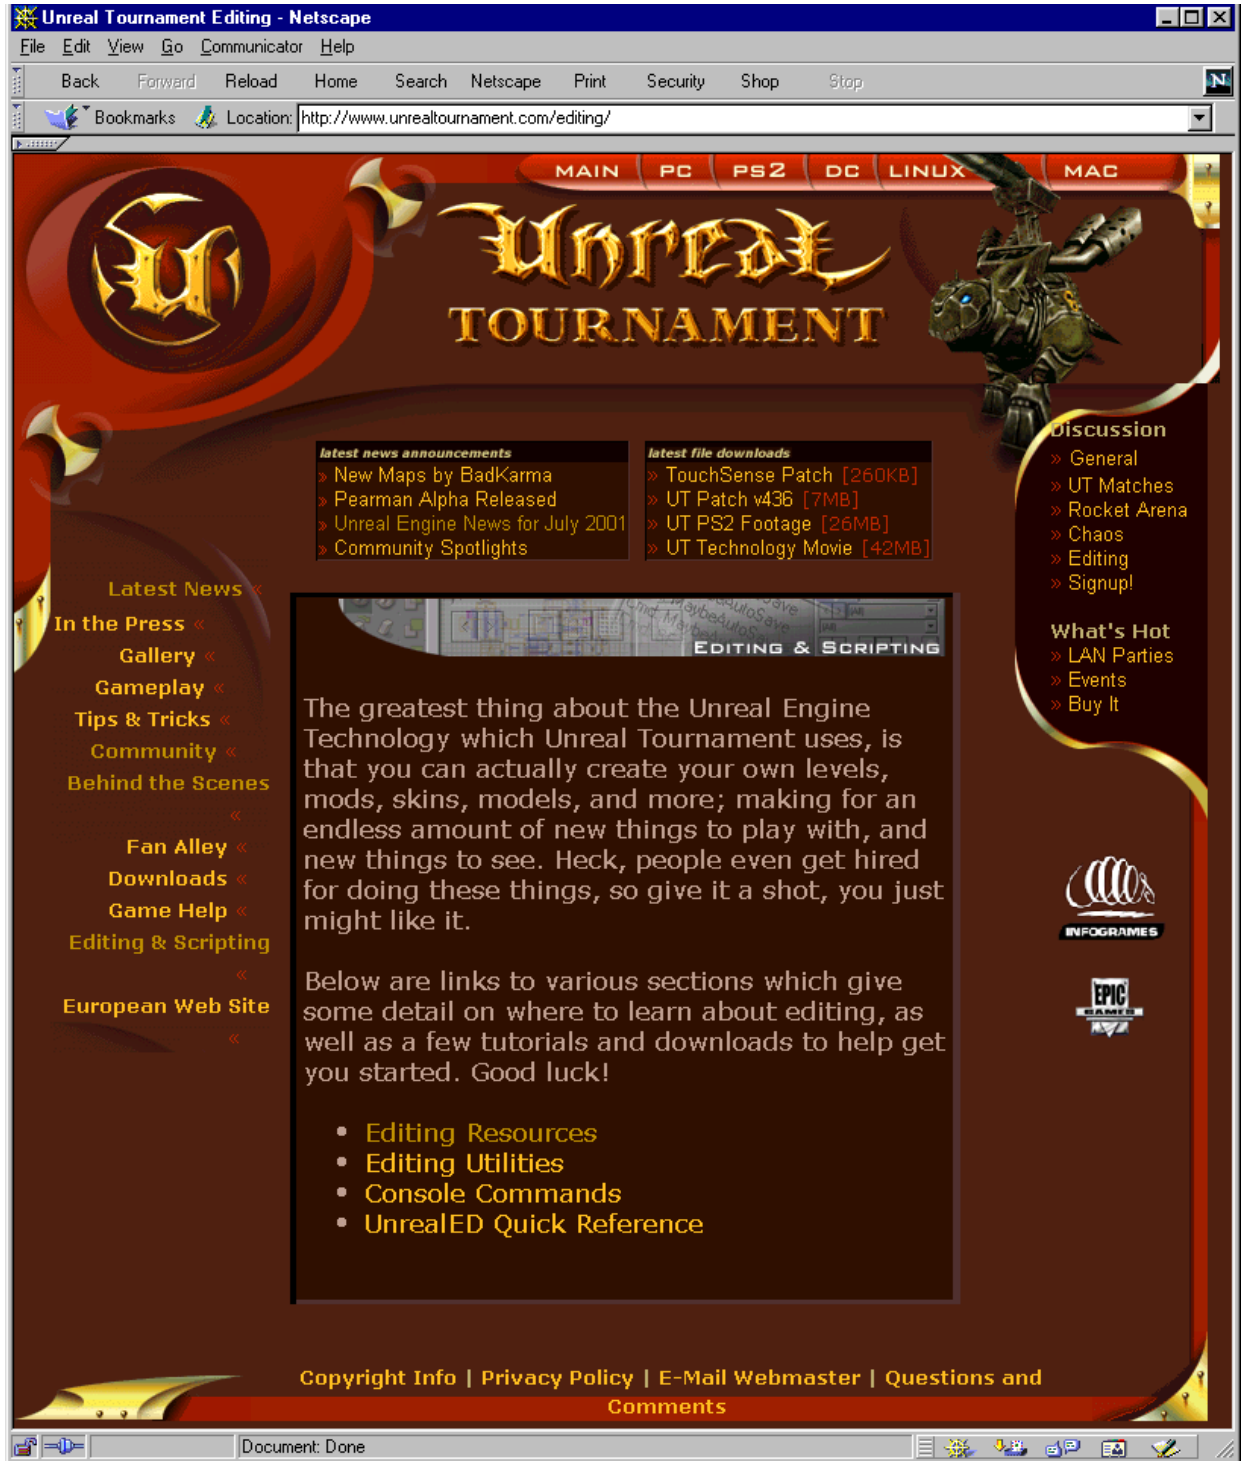 Unreal Tournament Editing - Netscape
File Edit View Go Communicator Help
Back Forward Reload Home Search Netscape Print Security Shop Stop
N
Bookmarks Location: http://www.unrealtournament.com/editing/
MAIN PC PS2 DC LINUX MAC
U
Unreal
TOURNAMENT
latest news announcements
» New Maps by BadKarma
» Pearman Alpha Released
» Unreal Engine News for July 2001
» Community Spotlights
latest file downloads
» TouchSense Patch [260KB]
» UT Patch v436 [7MB]
» UT PS2 Footage [26MB]
» UT Technology Movie [42MB]
Discussion
» General
» UT Matches
» Rocket Arena
» Chaos
» Editing
» Signup!
What's Hot
» LAN Parties
» Events
» Buy It
Latest News «
In the Press «
Gallery «
Gameplay «
Tips & Tricks «
Community «
Behind the Scenes
«
Fan Alley «
Downloads «
Game Help «
Editing & Scripting
«
European Web Site
«
MaybeAutoSave
EDITING & SCRIPTING
The greatest thing about the Unreal Engine
Technology which Unreal Tournament uses, is
that you can actually create your own levels,
mods, skins, models, and more; making for an
endless amount of new things to play with, and
new things to see. Heck, people even get hired
for doing these things, so give it a shot, you just
might like it.
Below are links to various sections which give
some detail on where to learn about editing, as
well as a few tutorials and downloads to help get
you started. Good luck!
• Editing Resources
• Editing Utilities
• Console Commands
• UnrealED Quick Reference
INFOGRAMES
EPIC
GAMES
Copyright Info | Privacy Policy | E-Mail Webmaster | Questions and
Comments
Document: Done